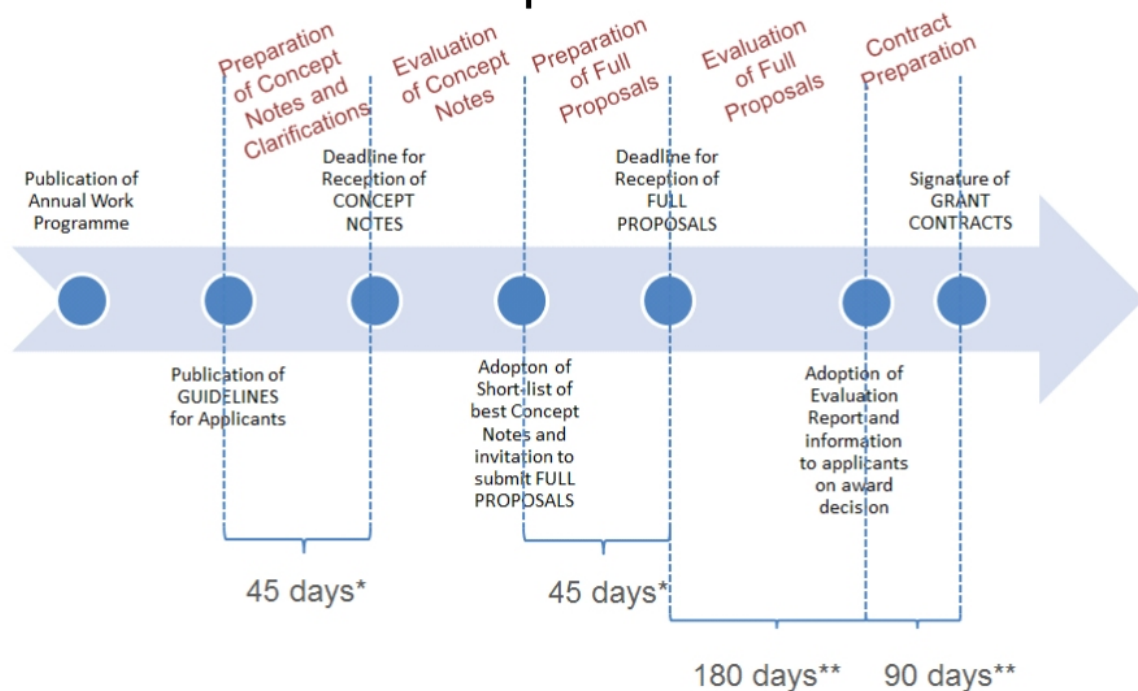 Preparation
of Concept
Notes and
Clarifications
Evaluation
of Concept
Notes
Preparation
of Full
Proposals
Evaluation
of Full
Proposals
Contract
Preparation
Publication of
Annual Work
Programme
Deadline for
Reception of
CONCEPT
NOTES
Deadline for
Reception of
FULL
PROPOSALS
Signature of
GRANT
CONTRACTS
Publication of
GUIDELINES
for Applicants
Adopton of
Short-list of
best Concept
Notes and
invitation to
submit FULL
PROPOSALS
Adoption of
Evaluation
Report and
information
to applicants
on award
decision
45 days*
45 days*
180 days**
90 days**